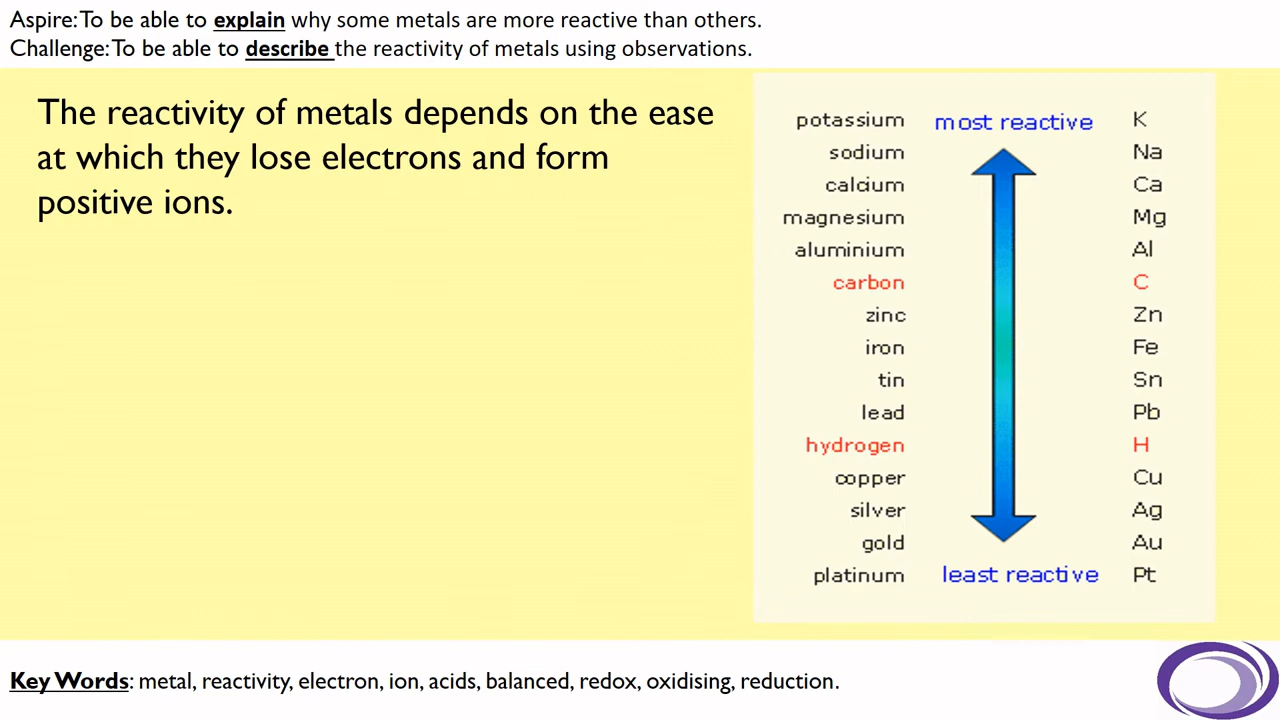 Aspire: To be able to explain why some metals are more reactive than others.
Challenge: To be able to describe the reactivity of metals using observations.
The reactivity of metals depends on the ease
at which they lose electrons and form
positive ions.
potassium most reactive K
sodium Na
calcium Ca
magnesium Mg
aluminium Al
carbon C
zinc Zn
iron Fe
tin Sn
lead Pb
hydrogen H
copper Cu
silver Ag
gold Au
platinum least reactive Pt
Key Words: metal, reactivity, electron, ion, acids, balanced, redox, oxidising, reduction.